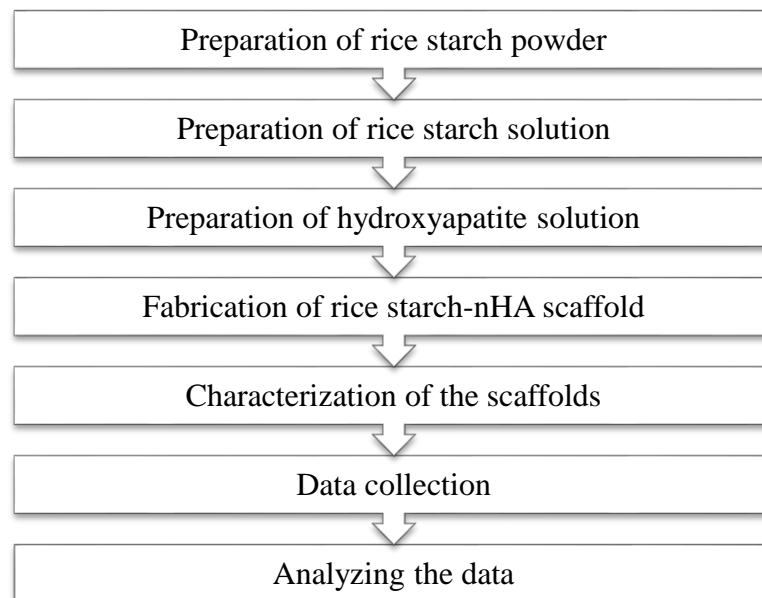 Preparation of rice starch powder
Preparation of rice starch solution
Preparation of hydroxyapatite solution
Fabrication of rice starch-nHA scaffold
Characterization of the scaffolds
Data collection
Analyzing the data